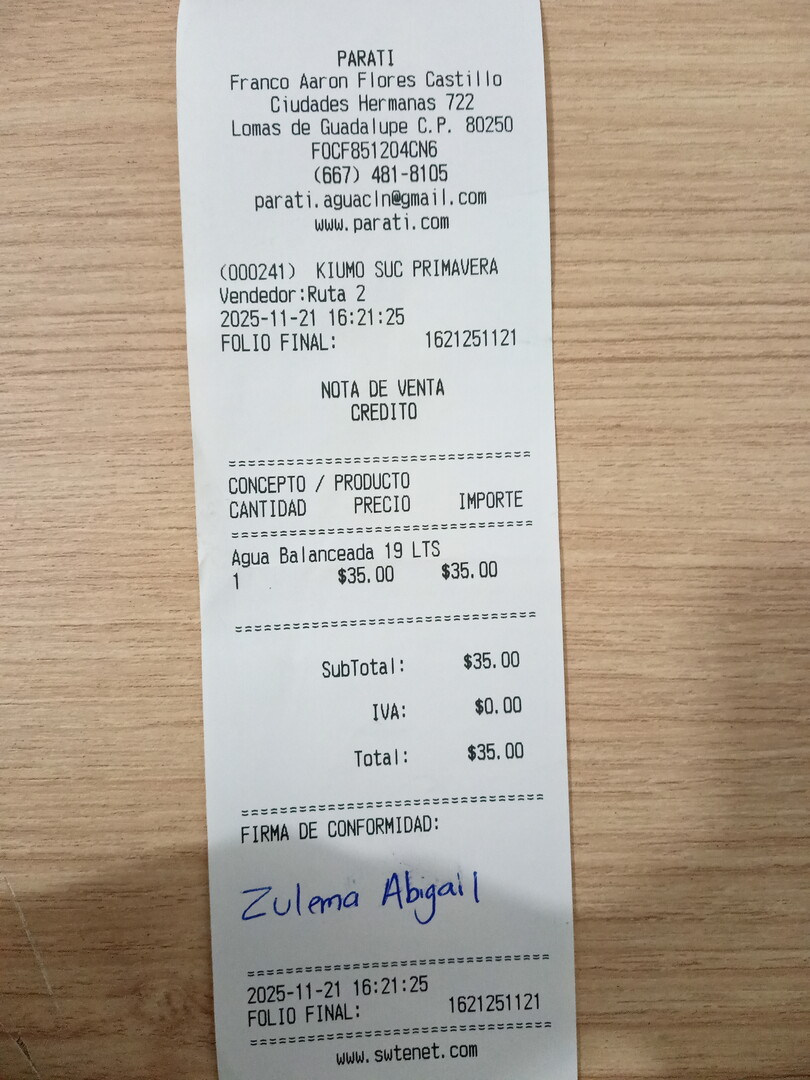 PARATI
Franco Aaron Flores Castillo
Ciudades Hermanas 722
Lomas de Guadalupe C.P. 80250
FOCF851204CN6
(667) 481-8105
parati.aguacln@gmail.com
www.parati.com
(000241) KIUMO SUC PRIMAVERA
Vendedor:Ruta 2
2025-11-21 16:21:25
FOLIO FINAL: 1621251121
NOTA DE VENTA
CREDITO
==============================
CONCEPTO / PRODUCTO
CANTIDAD PRECIO IMPORTE
==============================
Agua Balanceada 19 LTS
1 $35.00 $35.00
==============================
SubTotal: $35.00
IVA: $0.00
Total: $35.00
==============================
FIRMA DE CONFORMIDAD:
Zulema Abigail
==============================
2025-11-21 16:21:25
FOLIO FINAL: 1621251121
==============================
www.swtenet.com